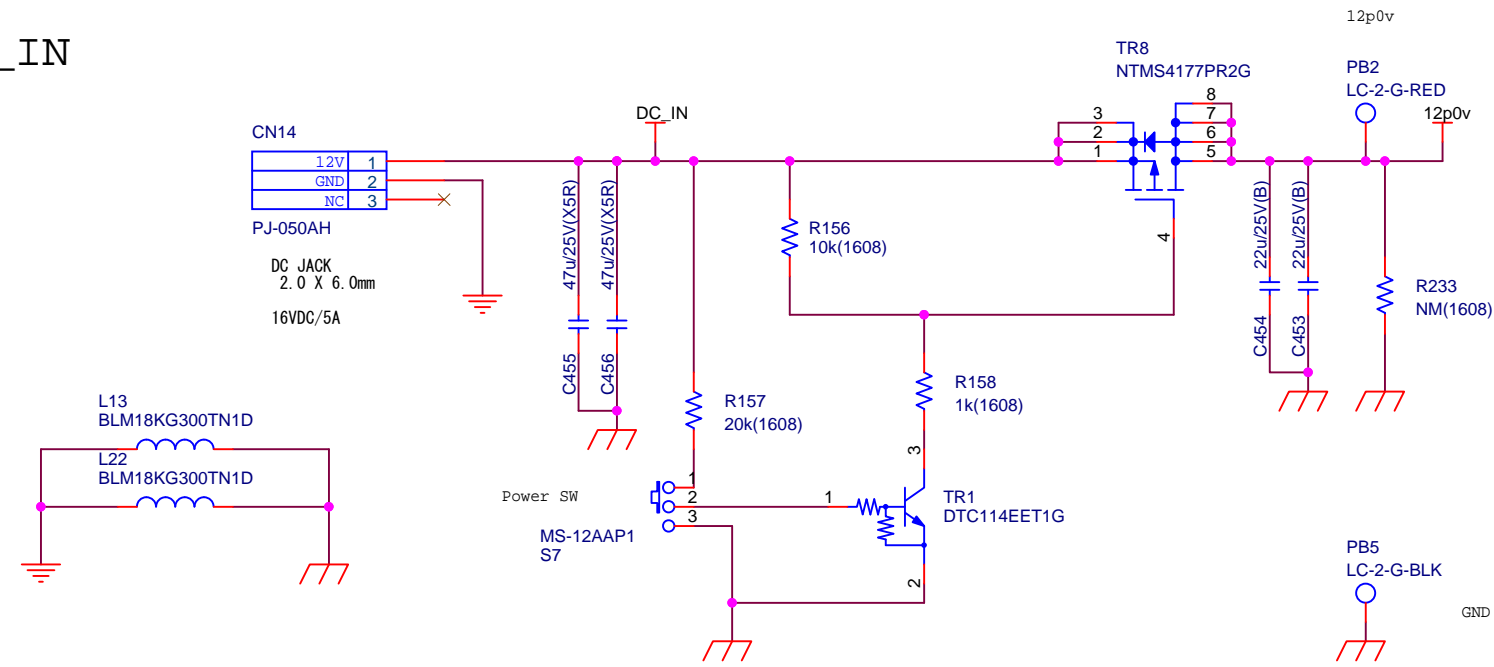 _IN
12p0v
TR8
NTMS4177PR2G
PB2
LC-2-G-RED
12p0v
DC_IN
CN14
12V 1
GND 2
NC 3
PJ-050AH
DC JACK
2.0 X 6.0mm
16VDC/5A
3
2
1
8
7
6
5
4
47u/25V(X5R)
47u/25V(X5R)
C455
C456
R156
10k(1608)
22u/25V(B)
22u/25V(B)
C454
C453
R233
NM(1608)
R157
20k(1608)
R158
1k(1608)
L13
BLM18KG300TN1D
L22
BLM18KG300TN1D
Power SW
1
2
3
MS-12AAP1
S7
1
3
2
TR1
DTC114EET1G
PB5
LC-2-G-BLK
GND